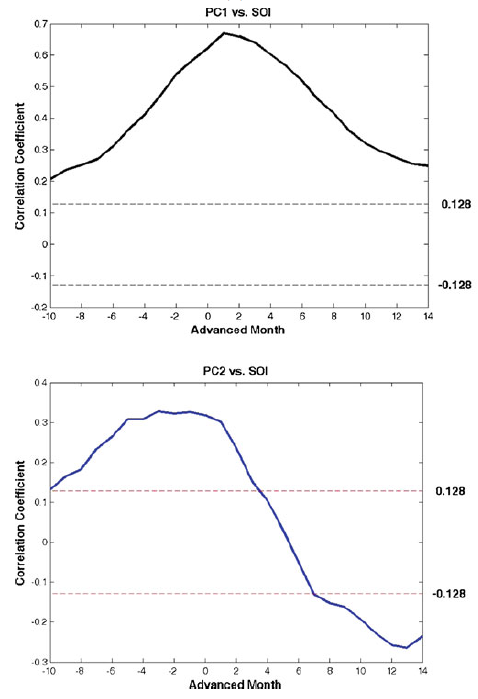 PC1 vs. SOI
0.7
0.6
0.5
0.4
0.3
0.2
0.1
0
-0.1
-0.2
Correlation Coefficient
0.128
-0.128
-10 -8 -6 -4 -2 0 2 4 6 8 10 12 14
Advanced Month
PC2 vs. SOI
0.4
0.3
0.2
0.1
0
-0.1
-0.2
-0.3
Correlation Coefficient
0.128
-0.128
-10 -8 -6 -4 -2 0 2 4 6 8 10 12 14
Advanced Month